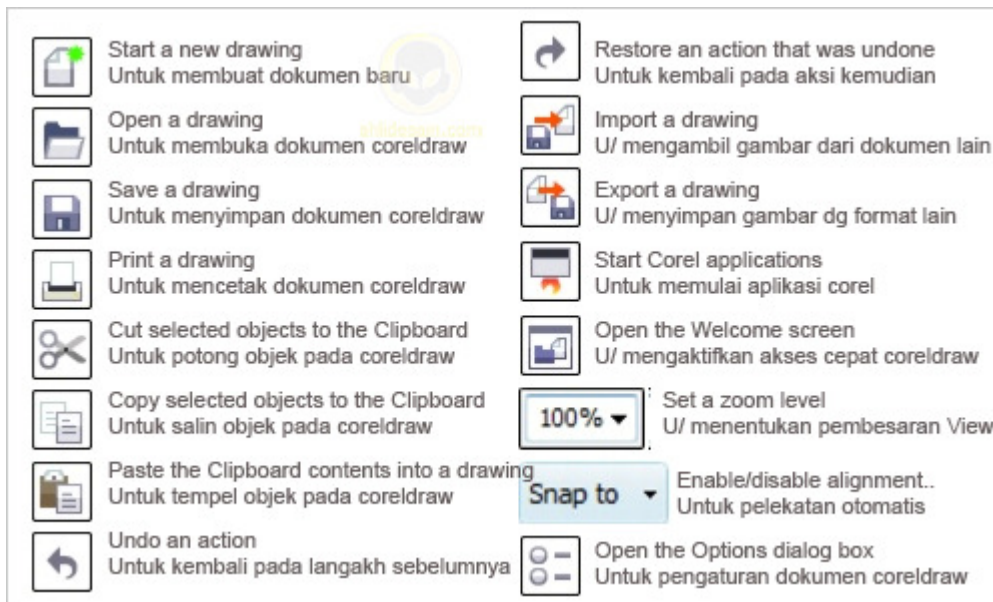 Start a new drawing
Untuk membuat dokumen baru
Open a drawing
Untuk membuka dokumen coreldraw
Save a drawing
Untuk menyimpan dokumen coreldraw
Print a drawing
Untuk mencetak dokumen coreldraw
Cut selected objects to the Clipboard
Untuk potong objek pada coreldraw
Copy selected objects to the Clipboard
Untuk salin objek pada coreldraw
Paste the Clipboard contents into a drawing
Untuk tempel objek pada coreldraw
Undo an action
Untuk kembali pada langakh sebelumnya
Restore an action that was undone
Untuk kembali pada aksi kemudian
Import a drawing
U/ mengambil gambar dari dokumen lain
Export a drawing
U/ menyimpan gambar dg format lain
Start Corel applications
Untuk memulai aplikasi corel
Open the Welcome screen
U/ mengaktifkan akses cepat coreldraw
100%
Set a zoom level
U/ menentukan pembesaran View
Snap to
Enable/disable alignment..
Untuk pelekatan otomatis
Open the Options dialog box
Untuk pengaturan dokumen coreldraw